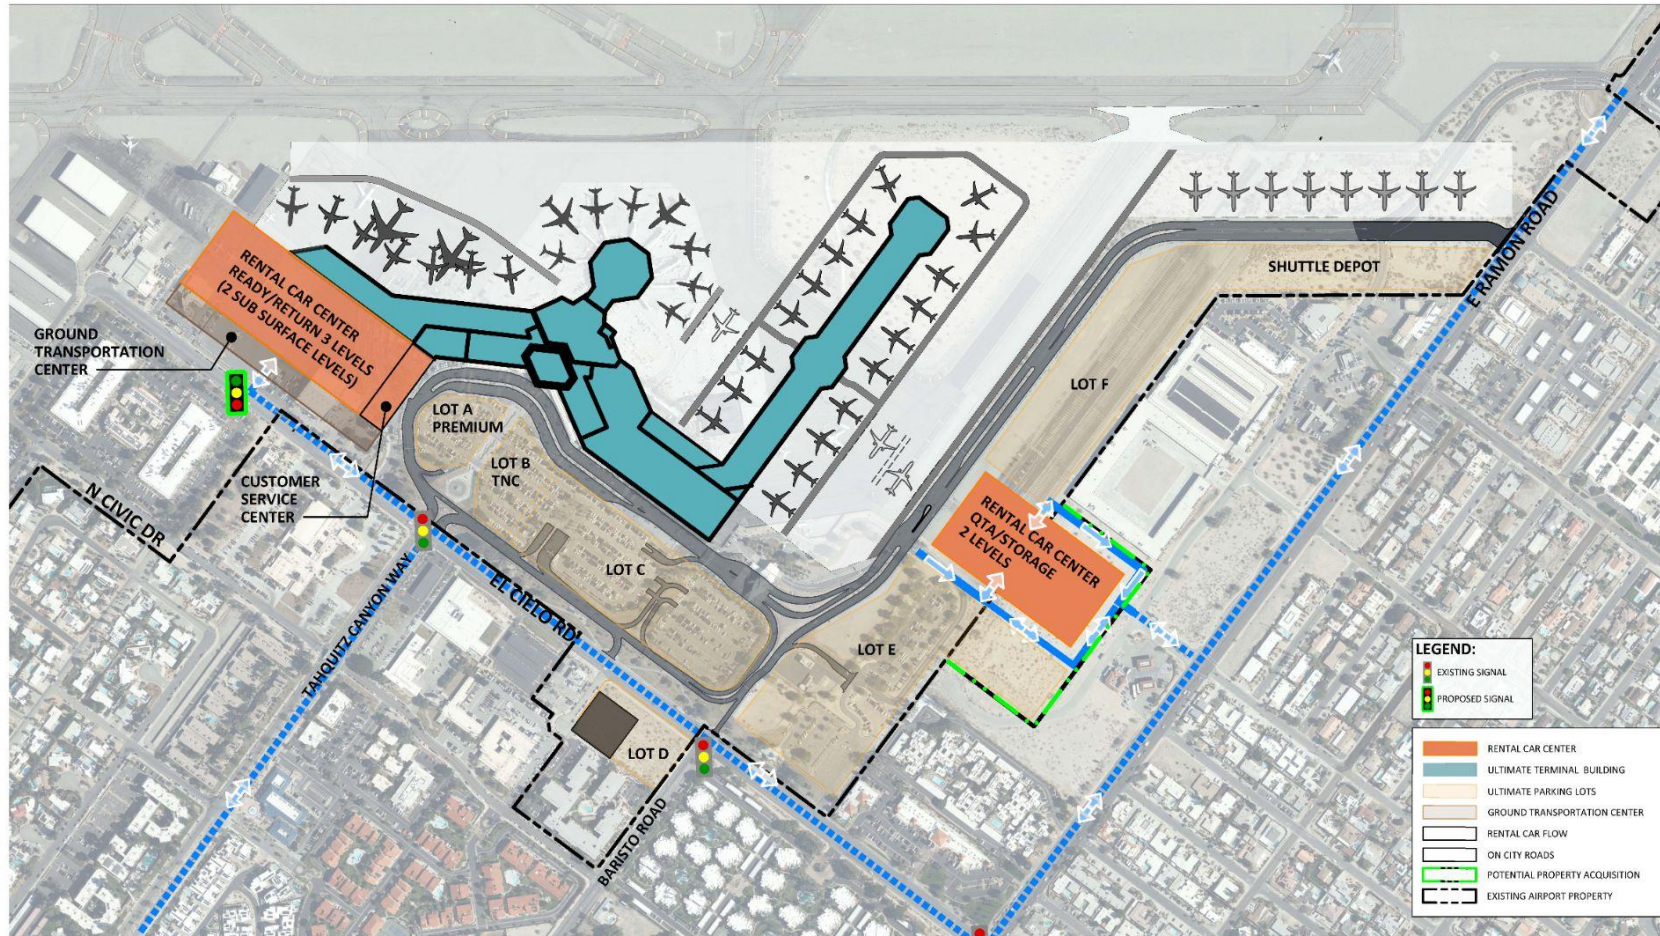 RENTAL CAR CENTER
READY/RETURN 3 LEVELS
(2 SUB SURFACE LEVELS)
GROUND
TRANSPORTATION
CENTER
CUSTOMER
SERVICE
CENTER
N CIVIC DR
TAHQUITZ CANYON WAY
EL CIELO RD
BARISTO ROAD
E RAMON ROAD
LOT A
PREMIUM
LOT B
TNC
LOT C
LOT D
LOT E
LOT F
SHUTTLE DEPOT
RENTAL CAR CENTER
QTA/STORAGE
2 LEVELS
LEGEND:
EXISTING SIGNAL
PROPOSED SIGNAL
RENTAL CAR CENTER
ULTIMATE TERMINAL BUILDING
ULTIMATE PARKING LOTS
GROUND TRANSPORTATION CENTER
RENTAL CAR FLOW
ON CITY ROADS
POTENTIAL PROPERTY ACQUISITION
EXISTING AIRPORT PROPERTY